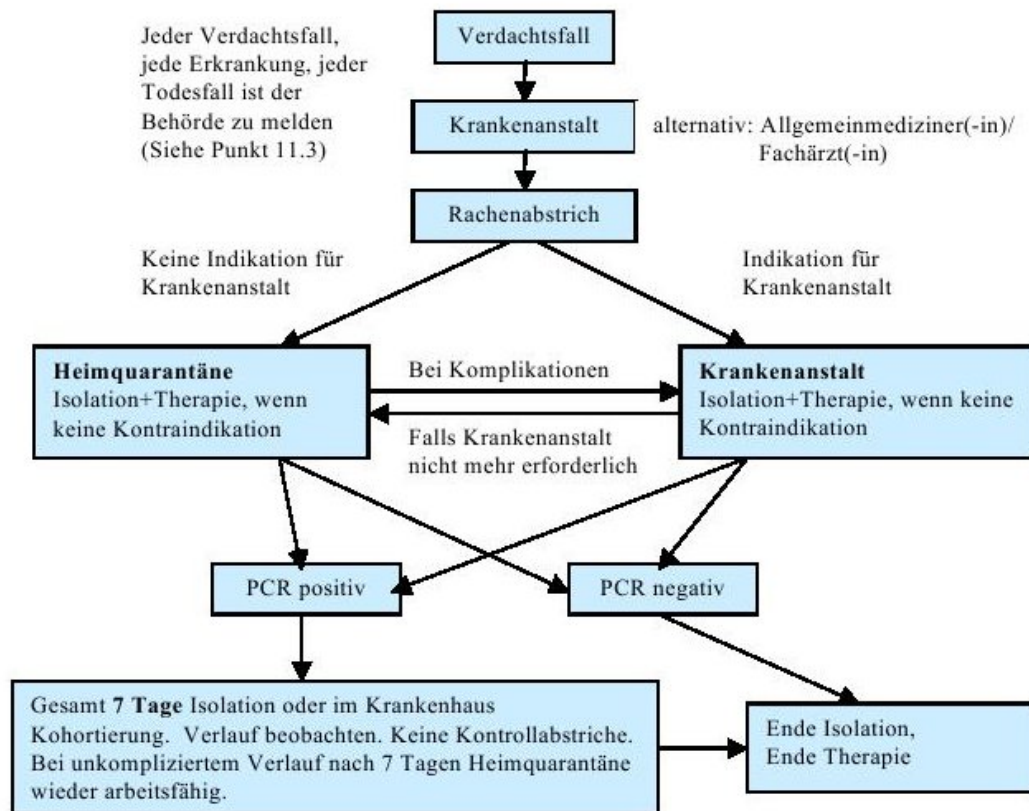 Jeder Verdachtsfall,
jede Erkrankung, jeder
Todesfall ist der
Behörde zu melden
(Siehe Punkt 11.3)
Verdachtsfall
Krankenanstalt
alternativ: Allgemeinmediziner(-in)/
Fachärzt(-in)
Rachenabstrich
Keine Indikation für
Krankenanstalt
Indikation für
Krankenanstalt
Heimquarantäne
Isolation+Therapie, wenn
keine Kontraindikation
Bei Komplikationen
Falls Krankenanstalt
nicht mehr erforderlich
Krankenanstalt
Isolation+Therapie, wenn keine
Kontraindikation
PCR positiv
PCR negativ
Gesamt 7 Tage Isolation oder im Krankenhaus
Kohortierung. Verlauf beobachten. Keine Kontrollabstriche.
Bei unkompliziertem Verlauf nach 7 Tagen Heimquarantäne
wieder arbeitsfähig.
Ende Isolation,
Ende Therapie